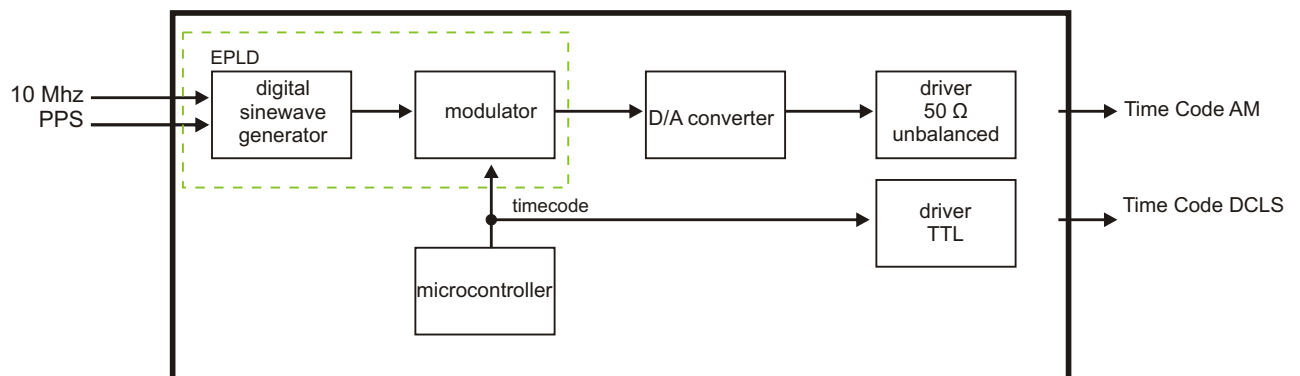 EPLD
10 Mhz
PPS
digital
sinewave
generator
modulator
D/A converter
driver
50 Ω
unbalanced
Time Code AM
timecode
driver
TTL
Time Code DCLS
microcontroller